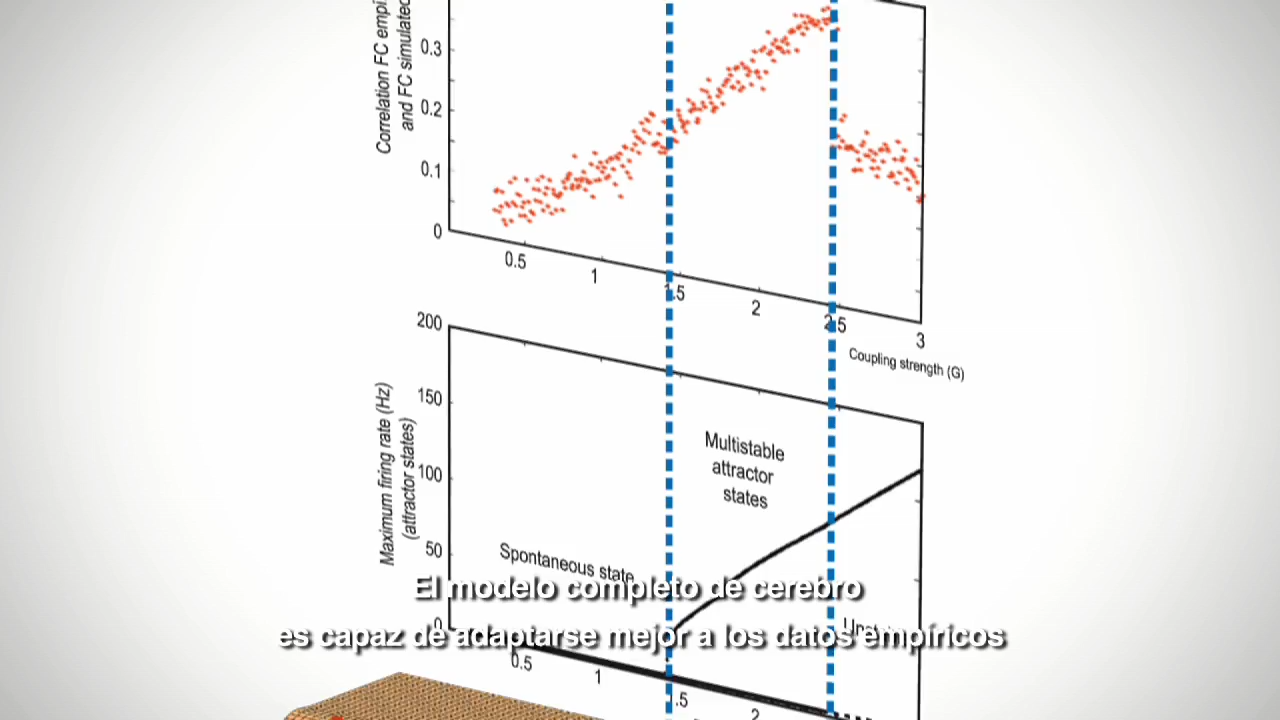 Correlation FC empi
and FC simulated
0.3
0.2
0.1
0
0.5
1
1.5
2
2.5
3
Coupling strength (G)
200
150
100
50
0
Maximum firing rate (Hz)
(attractor states)
Multistable
attractor
states
Spontaneous state
El modelo completo de cerebro
es capaz de adaptarse mejor a los datos empíricos
0.5
1
1.5
2